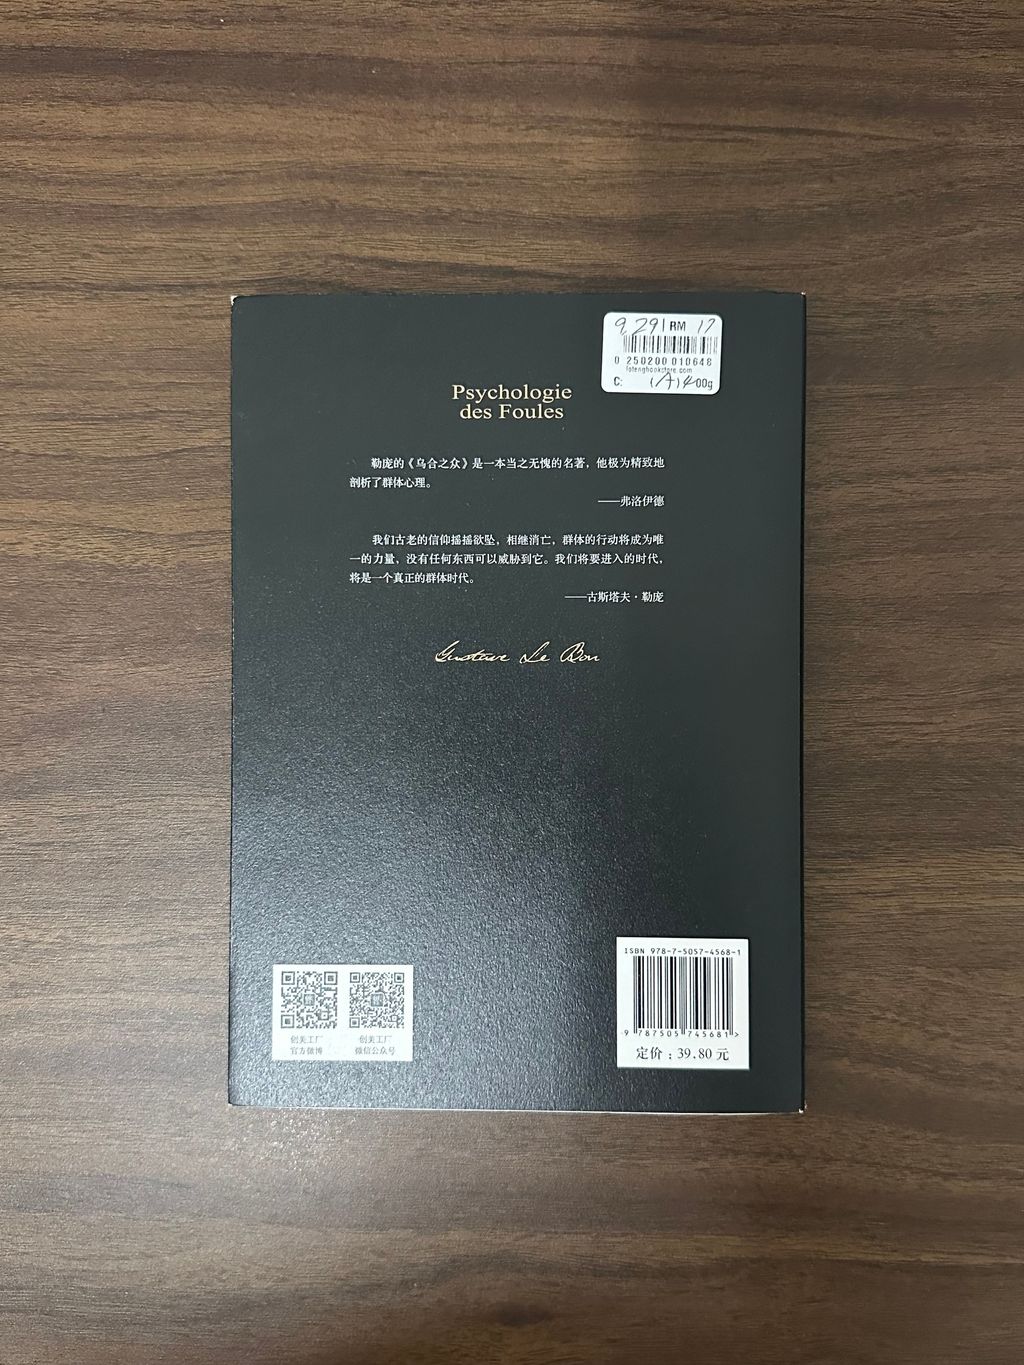 9.291 RM 17
0 250200 010648
C: (A) 400g
Psychologie
des Foules
勒庞的《乌合之众》是一本当之无愧的名著，他极为精致地
剖析了群体心理。
——弗洛伊德
我们古老的信仰摇摇欲坠，相继消亡，群体的行动将成为唯
一的力量，没有任何东西可以威胁到它。我们将要进入的时代，
将是一个真正的群体时代。
——古斯塔夫·勒庞
Gustave Le Bon
ISBN 978-7-5057-4568-1
9 787505 745681 >
定价：39.80 元
创美工厂 创美工厂
官方微博 微信公众号